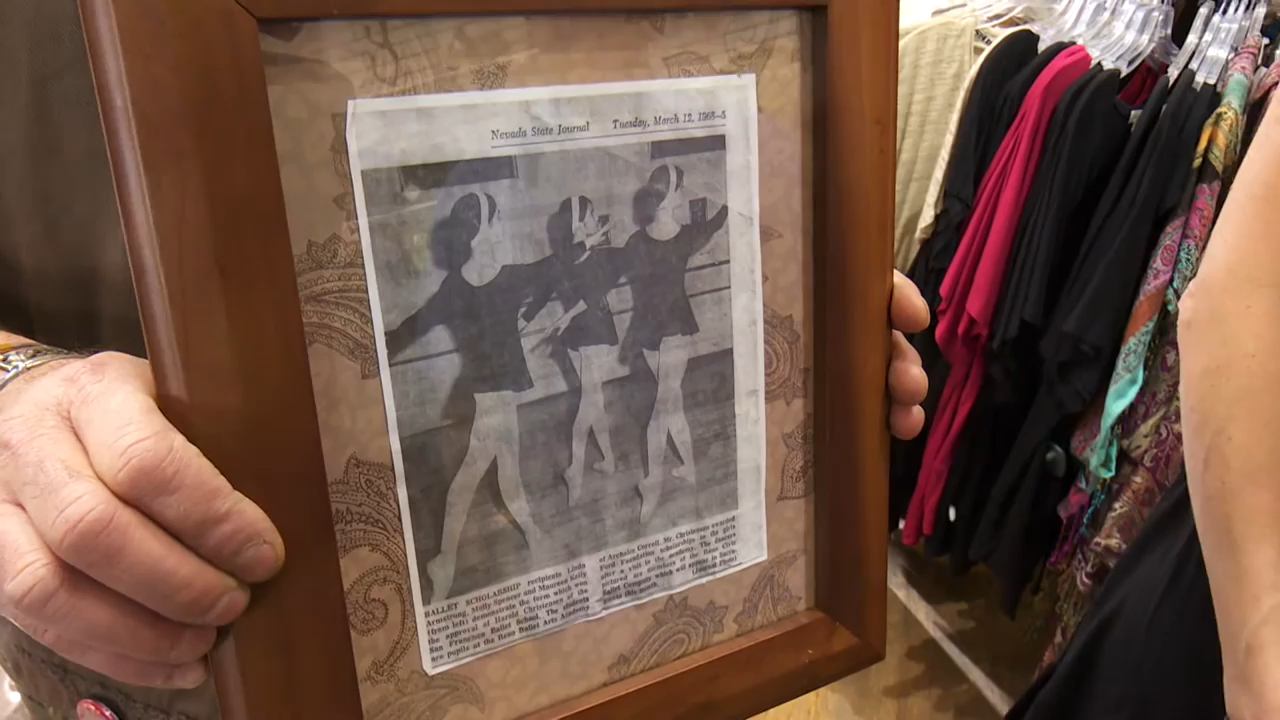 Nevada State Journal Tuesday, March 12, 1968—5
BALLET SCHOLARSHIP recipients Linda
Armstrong, Molly Spencer and Maureen Kelly
(from left) demonstrate the form which won
the approval of Harold Christensen of the
San Francisco Ballet School. The students
are pupils at the Reno Ballet Arts Academy
of Archalee Correll. Mr. Christensen awarded
Ford Foundation scholarships to the girls
after a visit to the academy. The dancers
pictured are members of the Reno Civic
Ballet Company which will appear in Sacra-
mento this month. (Journal Photo)